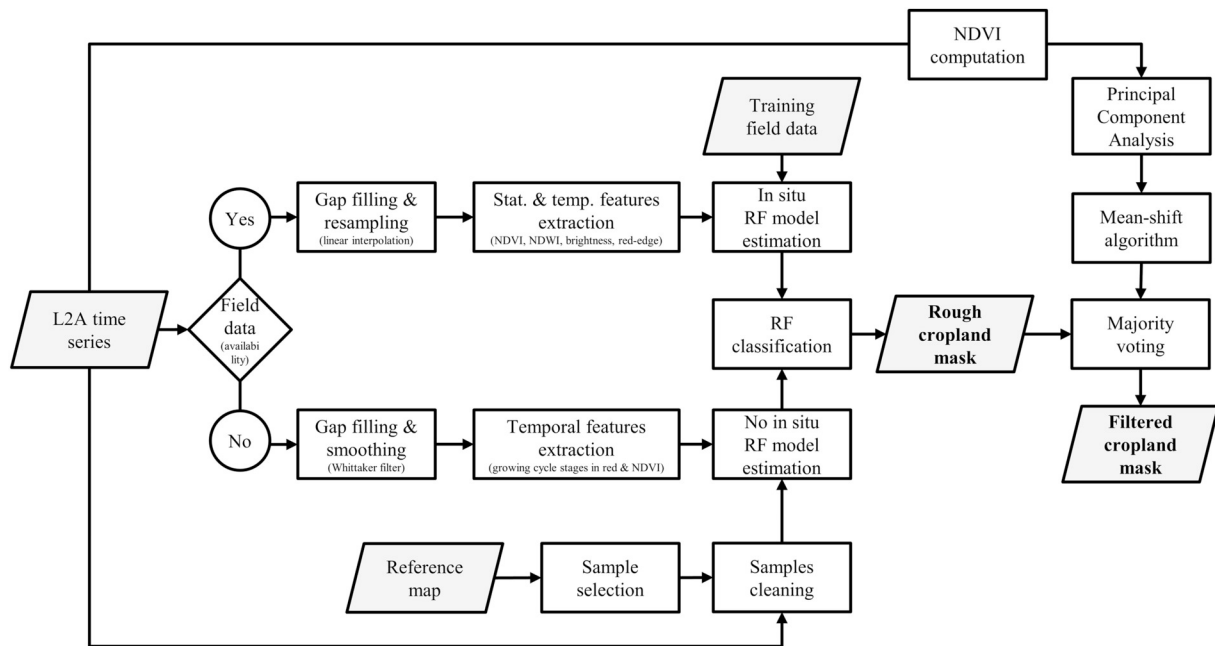 NDVI
computation
Training
field data
Principal
Component
Analysis
Yes
Gap filling &
resampling
(linear interpolation)
Stat. & temp. features
extraction
(NDVI, NDWI, brightness, red-edge)
In situ
RF model
estimation
Mean-shift
algorithm
L2A time
series
Field
data
(availabi
lity)
RF
classification
Rough
cropland
mask
Majority
voting
No
Gap filling &
smoothing
(Whittaker filter)
Temporal features
extraction
(growing cycle stages in red & NDVI)
No in situ
RF model
estimation
Filtered
cropland
mask
Reference
map
Sample
selection
Samples
cleaning